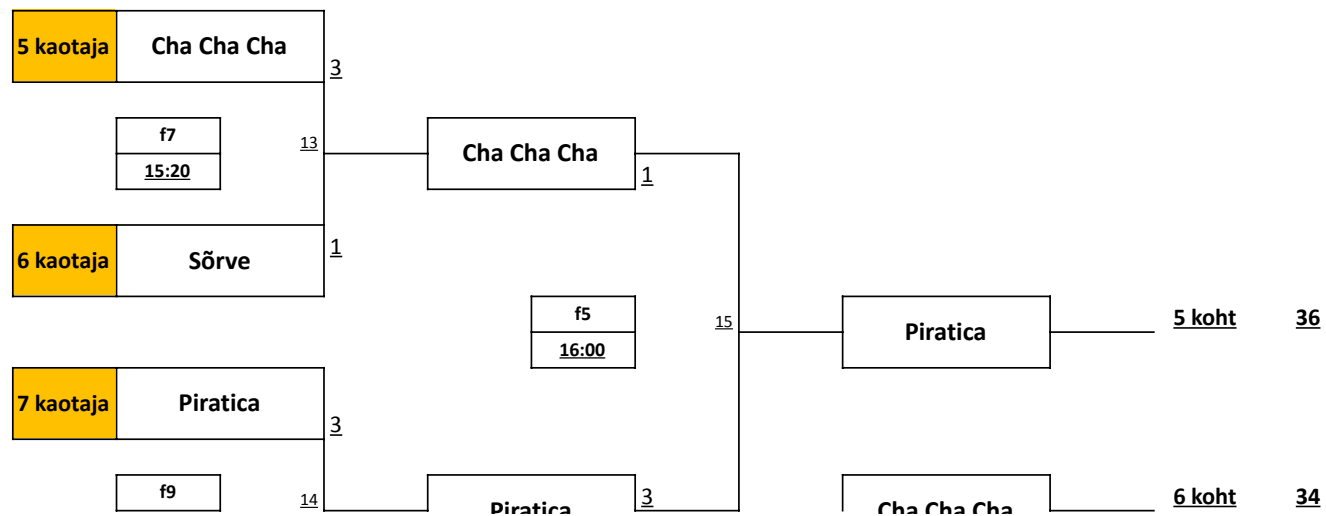 5 kaotaja Cha Cha Cha
3
f7
13
Cha Cha Cha
15:20
1
6 kaotaja Sõrve
1
f5
15
Piratica
5 koht 36
16:00
7 kaotaja Piratica
3
f9
14
Piratica
3
Cha Cha Cha
6 koht 34